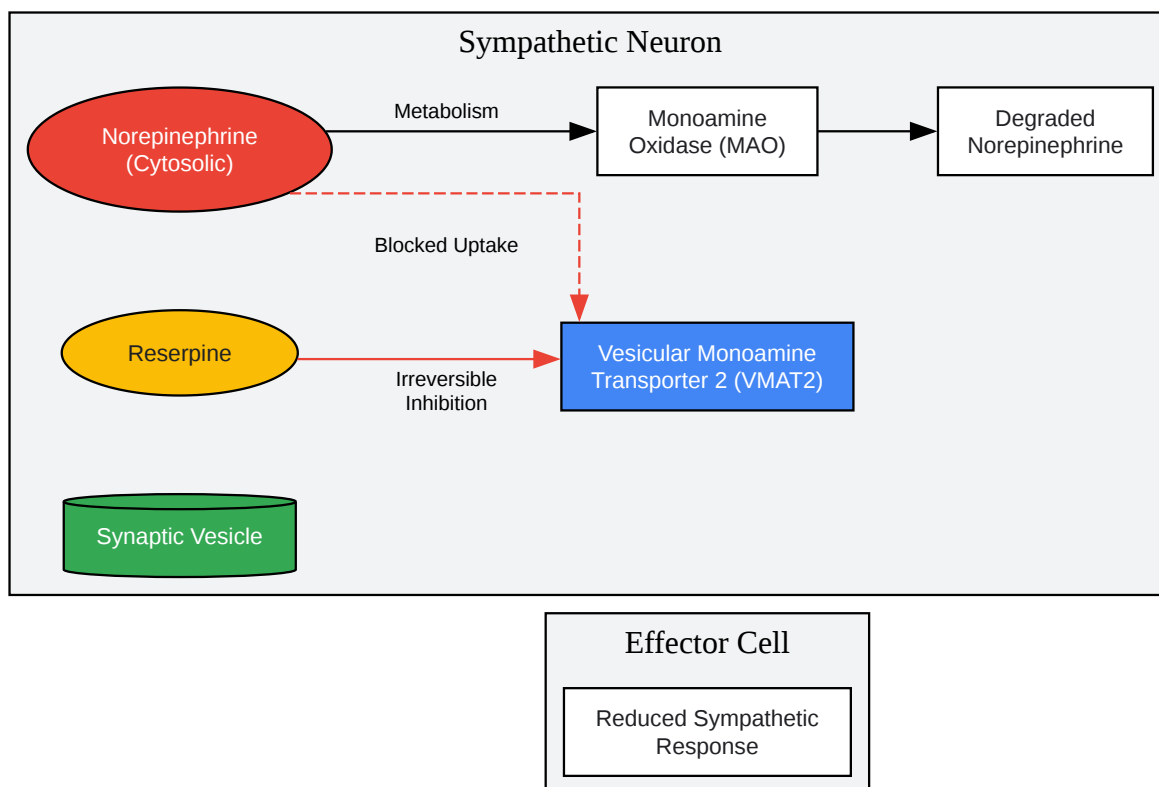 Sympathetic Neuron
Norepinephrine
(Cytosolic)
Metabolism
Monoamine
Oxidase (MAO)
Degraded
Norepinephrine
Blocked Uptake
Reserpine
Irreversible
Inhibition
Vesicular Monoamine
Transporter 2 (VMAT2)
Synaptic Vesicle
Effector Cell
Reduced Sympathetic
Response